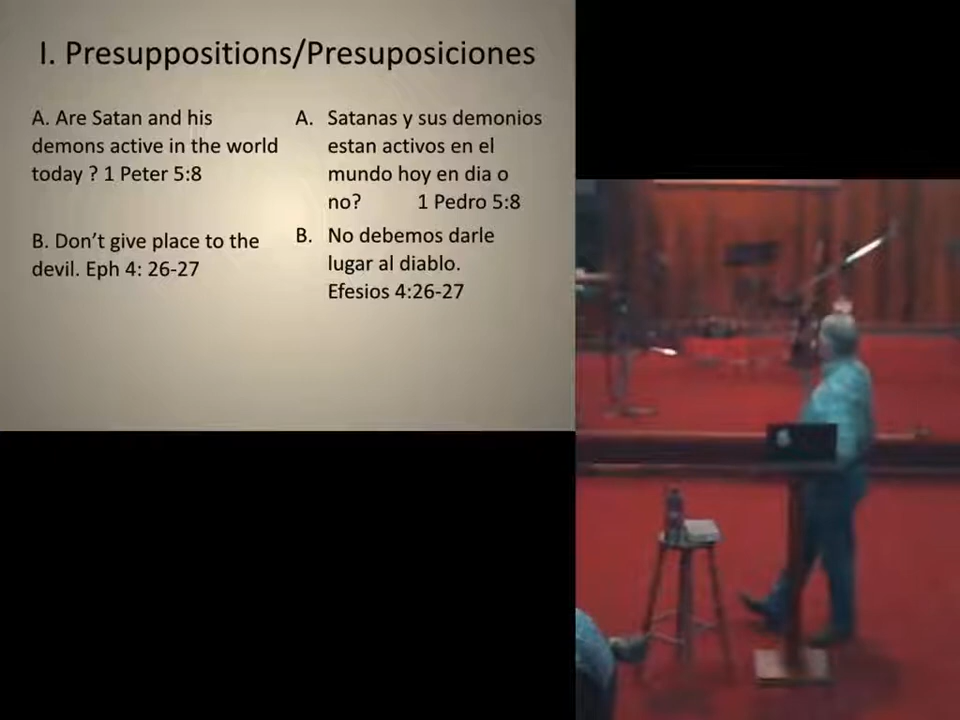 I. Presuppositions/Presuposiciones
A. Are Satan and his
demons active in the world
today ? 1 Peter 5:8
B. Don't give place to the
devil. Eph 4: 26-27
A. Satanas y sus demonios
estan activos en el
mundo hoy en dia o
no? 1 Pedro 5:8
B. No debemos darle
lugar al diablo.
Efesios 4:26-27